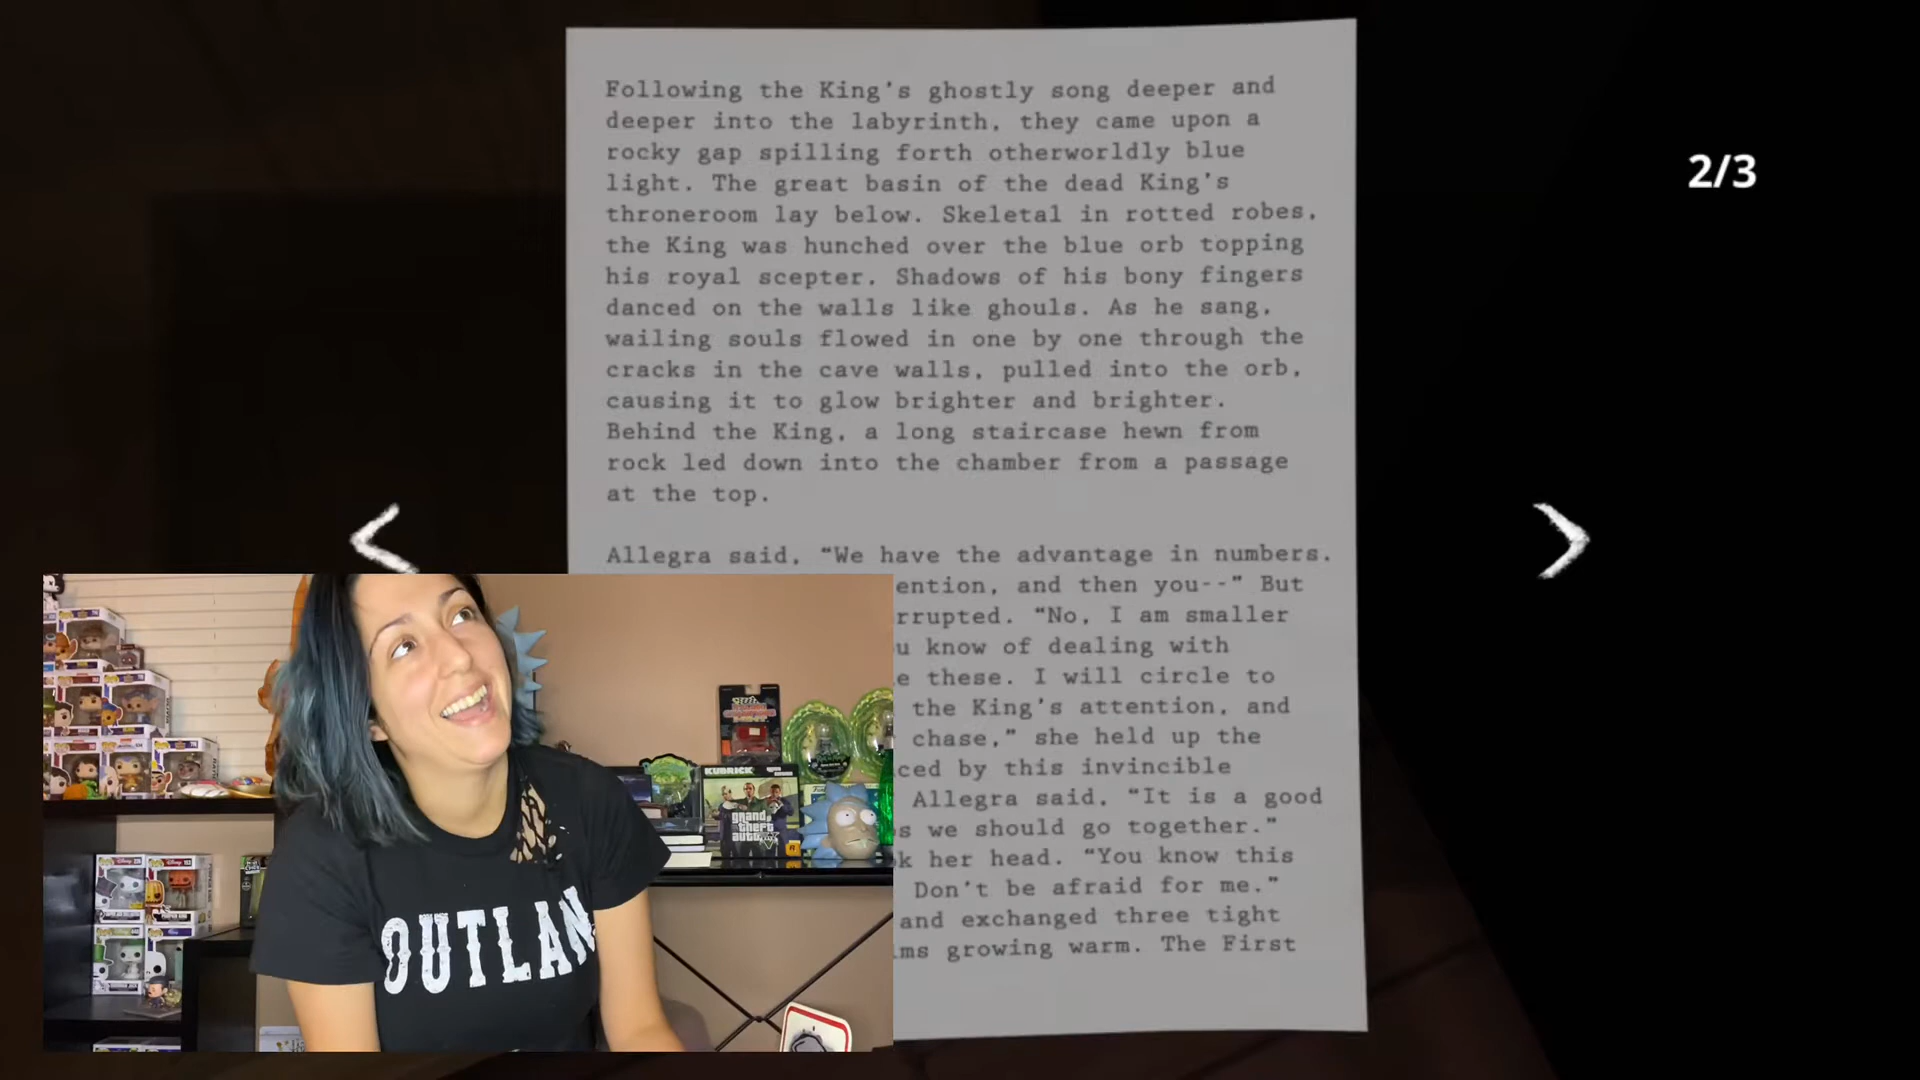 Following the King's ghostly song deeper and
deeper into the labyrinth, they came upon a
rocky gap spilling forth otherworldly blue
light. The great basin of the dead King's
throneroom lay below. Skeletal in rotted robes,
the King was hunched over the blue orb topping
his royal scepter. Shadows of his bony fingers
danced on the walls like ghouls. As he sang,
wailing souls flowed in one by one through the
cracks in the cave walls, pulled into the orb,
causing it to glow brighter and brighter.
Behind the King, a long staircase hewn from
rock led down into the chamber from a passage
at the top.
Allegra said, “We have the advantage in numbers.
ention, and then you--” But
rrupted. “No, I am smaller
u know of dealing with
e these. I will circle to
the King's attention, and
chase,” she held up the
ced by this invincible
Allegra said, “It is a good
s we should go together.”
k her head. “You know this
Don't be afraid for me.”
and exchanged three tight
ms growing warm. The First
2/3
<
>
KUBRICK
grand
theft
auto
V
OUTLAW